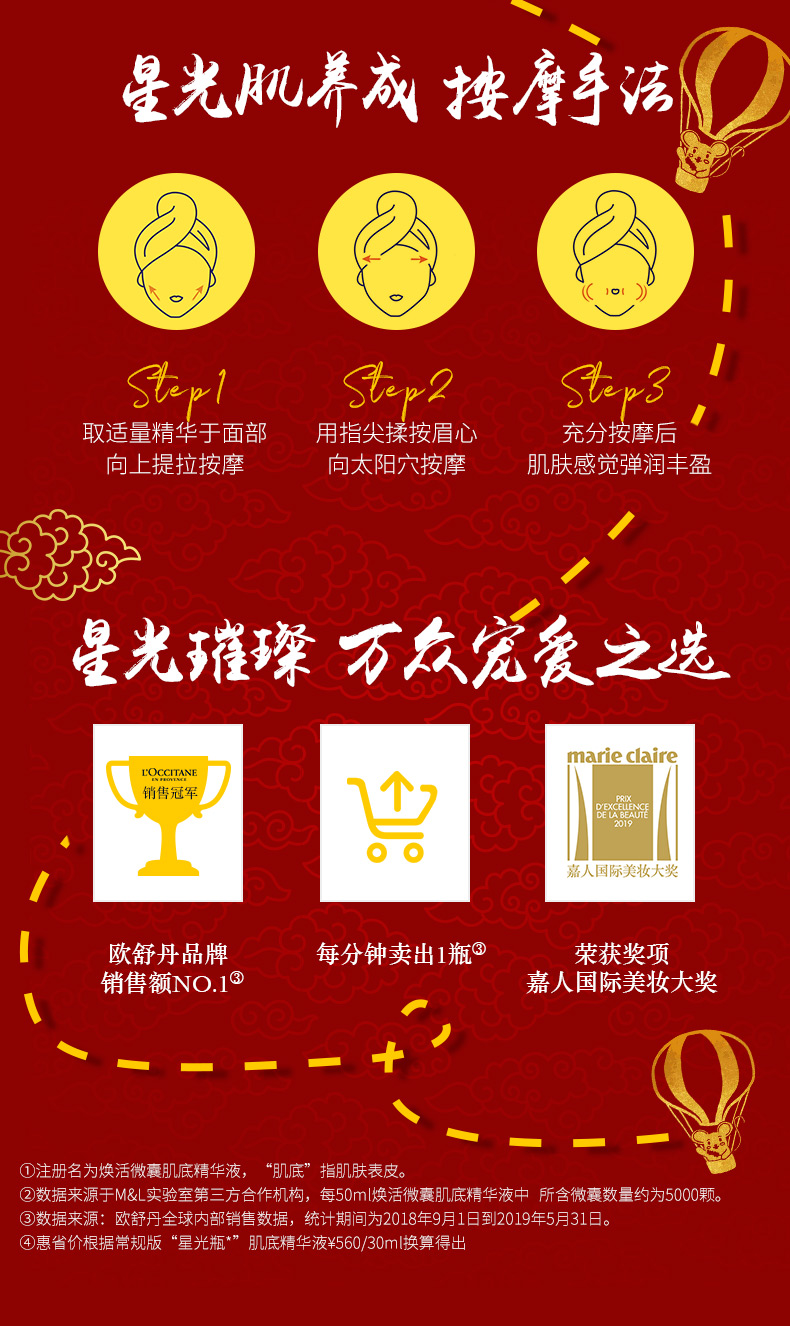 星光肌养成 按摩手法
Step1
取适量精华于面部
向上提拉按摩
Step2
用指尖揉按眉心
向太阳穴按摩
Step3
充分按摩后
肌肤感觉弹润丰盈
星光璀璨 万众宠爱之选
L'OCCITANE
EN PROVENCE
销售冠军
marie claire
PRIX
D'EXCELLENCE
DE LA BEAUTÉ
2019
嘉人国际美妆大奖
欧舒丹品牌
销售额NO.1③
每分钟卖出1瓶③
荣获奖项
嘉人国际美妆大奖
①注册名为焕活微囊肌底精华液，“肌底”指肌肤表皮。
②数据来源于M&L实验室第三方合作机构，每50ml焕活微囊肌底精华液中 所含微囊数量约为5000颗。
③数据来源：欧舒丹全球内部销售数据，统计期间为2018年9月1日到2019年5月31日。
④惠省价根据常规版“星光瓶*”肌底精华液¥560/30ml换算得出